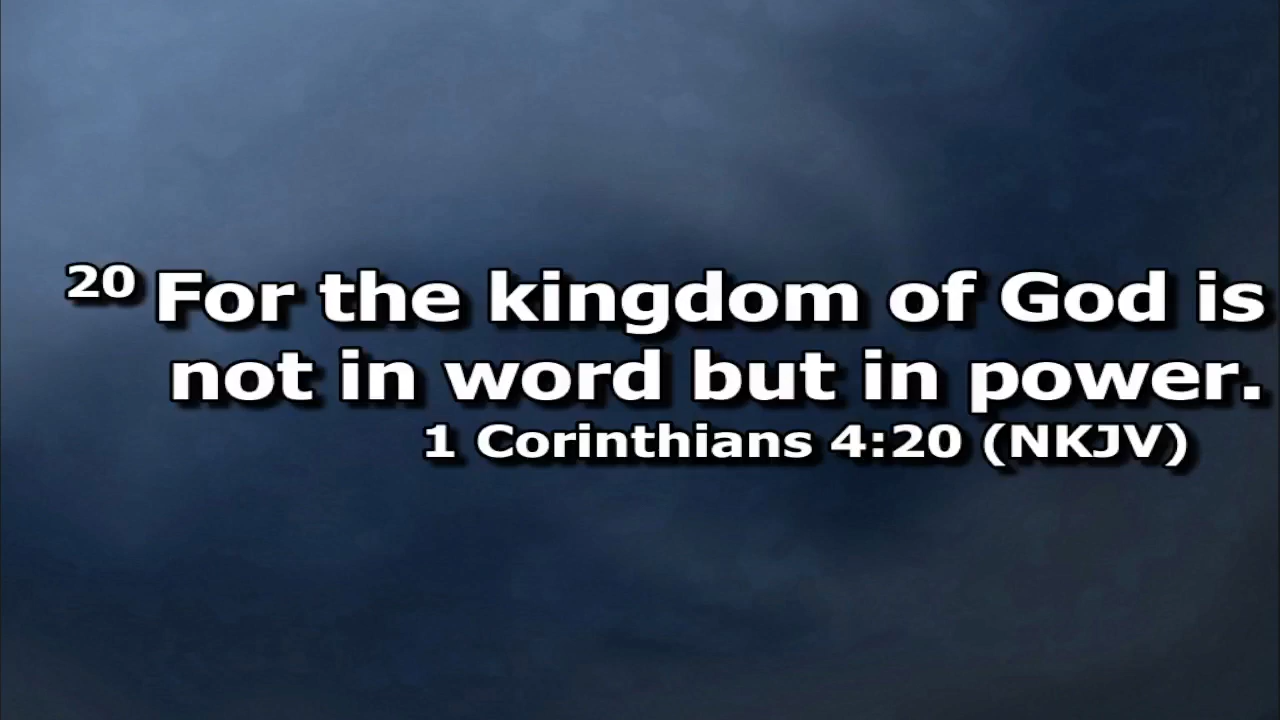 20 For the kingdom of God is
not in word but in power.
1 Corinthians 4:20 (NKJV)